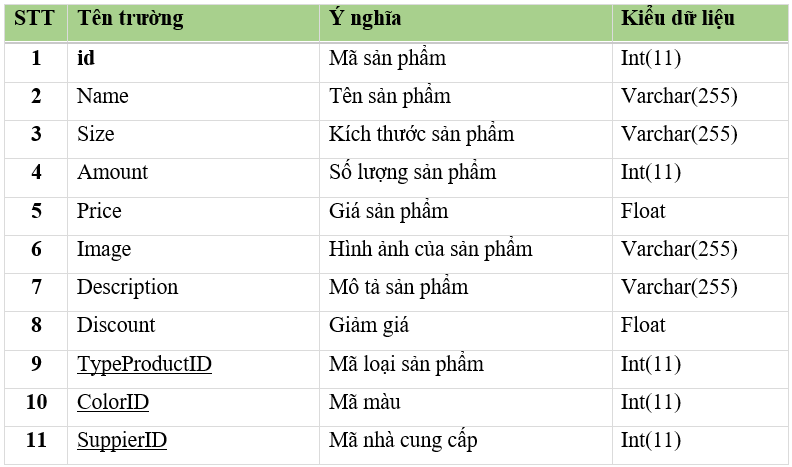 STT Tên trường Ý nghĩa Kiểu dữ liệu
1 id Mã sản phẩm Int(11)
2 Name Tên sản phẩm Varchar(255)
3 Size Kích thước sản phẩm Varchar(255)
4 Amount Số lượng sản phẩm Int(11)
5 Price Giá sản phẩm Float
6 Image Hình ảnh của sản phẩm Varchar(255)
7 Description Mô tả sản phẩm Varchar(255)
8 Discount Giảm giá Float
9 TypeProductID Mã loại sản phẩm Int(11)
10 ColorID Mã màu Int(11)
11 SuppierID Mã nhà cung cấp Int(11)